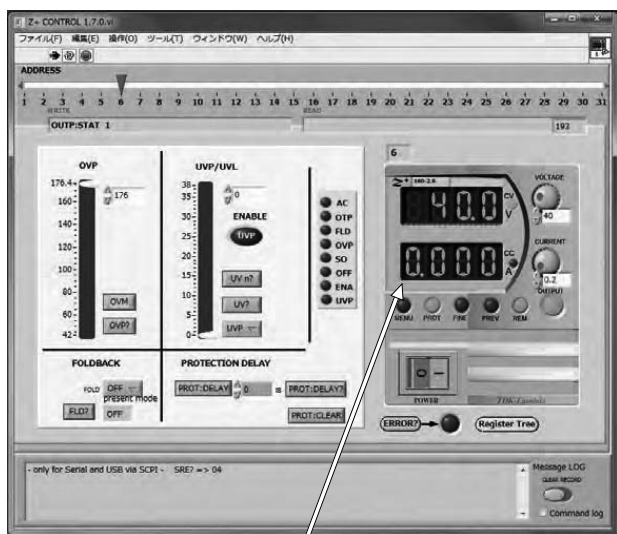 Z+ CONTROL 1.7.0.vi
ファイル(F) 編集(E) 操作(O) ツール(T) ウィンドウ(W) ヘルプ(H)
ADDRESS
1 2 3 4 5 6 7 8 9 10 11 12 13 14 15 16 17 18 19 20 21 22 23 24 25 26 27 28 29 30 31
WRITE READ
OUTP:STAT 1 192
6
OVP UVP/UVL
176.4 160 140 120 100 80 60 42
176
OVM
OVP?
38 35 30 25 20 15 10 5 0
0
ENABLE
UVP
UV n?
UV?
UVP
AC
OTP
FLD
OVP
SO
OFF
ENA
UVP
Z+ 160-2.6
40.0 CV V
0.000 CC A
VOLTAGE
40
CURRENT
0.2
OUTPUT
MENU PROT FINE PREV REM
POWER TDK-Lambda
FOLDBACK PROTECTION DELAY
FOLD OFF
present mode
FLD? OFF
PROT:DELAY 0 = PROT:DELAY?
PROT:CLEAR
ERROR? Register Tree
- only for Serial and USB via SCPI - SRE? => 04
Message LOG
CLEAR RECORD
Command log